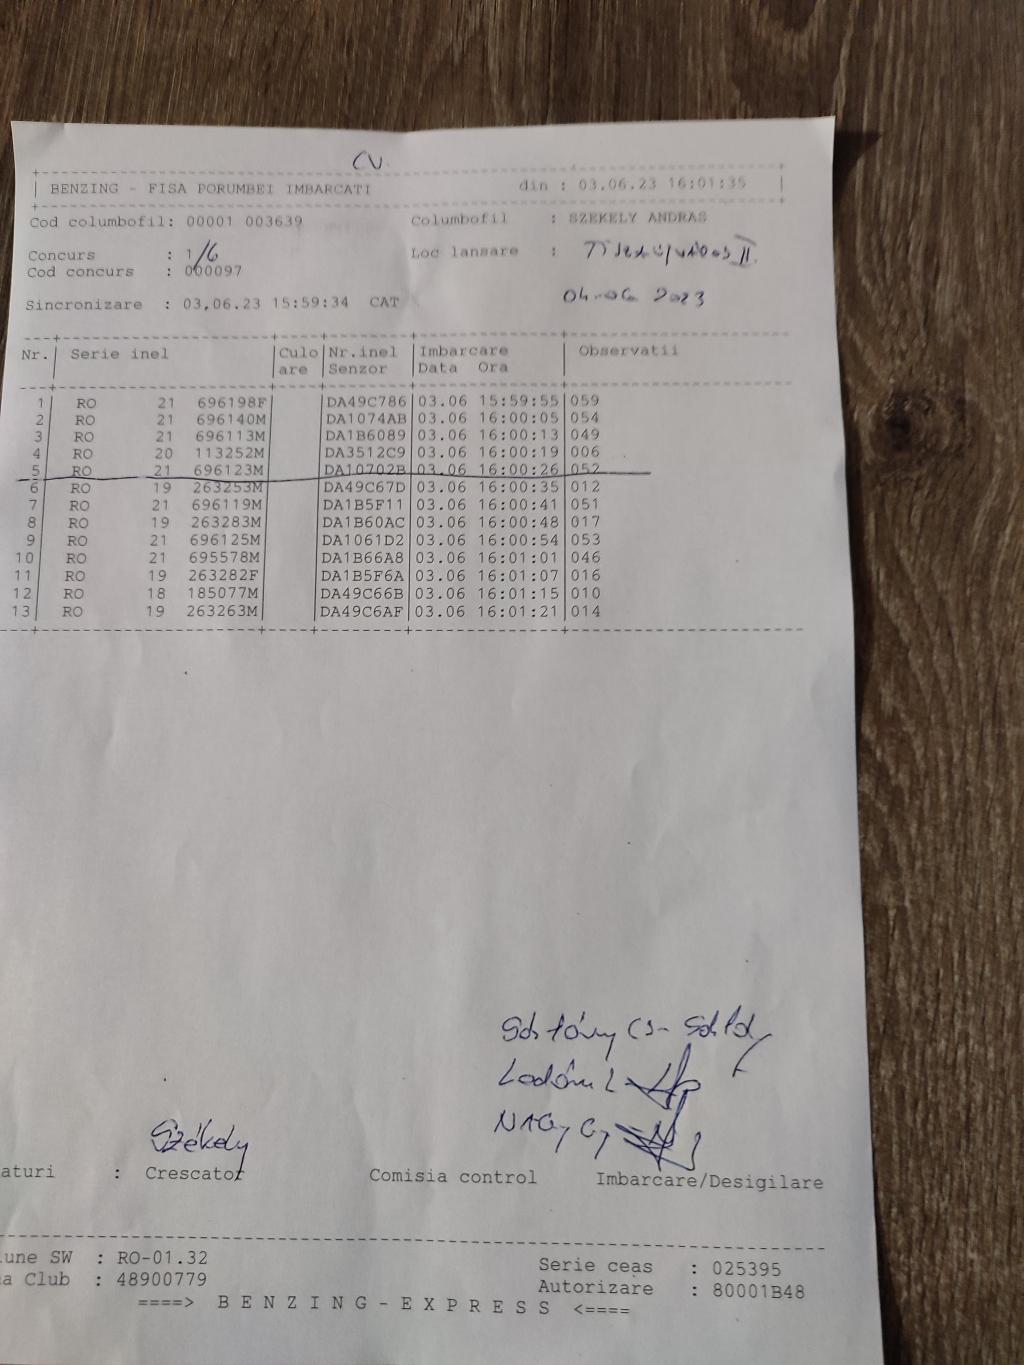 CV.
BENZING - FISA PORUMBEI IMBARCATI din : 03.06.23 16:01:35
Cod columbofil: 00001 003639 Columbofil : SZEKELY ANDRAS
Concurs : 1/6 Loc lansare : II.
Cod concurs : 000097
04-06 2023
Sincronizare : 03.06.23 15:59:34 CAT
Nr. Serie inel Culo Nr.inel Imbarcare Observatii
are Senzor Data Ora
1 RO 21 696198F DA49C786 03.06 15:59:55 059
2 RO 21 696140M DA1074AB 03.06 16:00:05 054
3 RO 21 696113M DA1B6089 03.06 16:00:13 049
4 RO 20 113252M DA3512C9 03.06 16:00:19 006
5 RO 21 696123M DA10702B 03.06 16:00:26 052
6 RO 19 263253M DA49C67D 03.06 16:00:35 012
7 RO 21 696119M DA1B5F11 03.06 16:00:41 051
8 RO 19 263283M DA1B60AC 03.06 16:00:48 017
9 RO 21 696125M DA1061D2 03.06 16:00:54 053
10 RO 21 695578M DA1B66A8 03.06 16:01:01 046
11 RO 19 263282F DA1B5F6A 03.06 16:01:07 016
12 RO 18 185077M DA49C66B 03.06 16:01:15 010
13 RO 19 263263M DA49C6AF 03.06 16:01:21 014
NAGY GY
Székely
aturi : Crescator Comisia control Imbarcare/Desigilare
iune SW : RO-01.32 Serie ceas : 025395
a Club : 48900779 Autorizare : 80001B48
====> B E N Z I N G - E X P R E S S <====